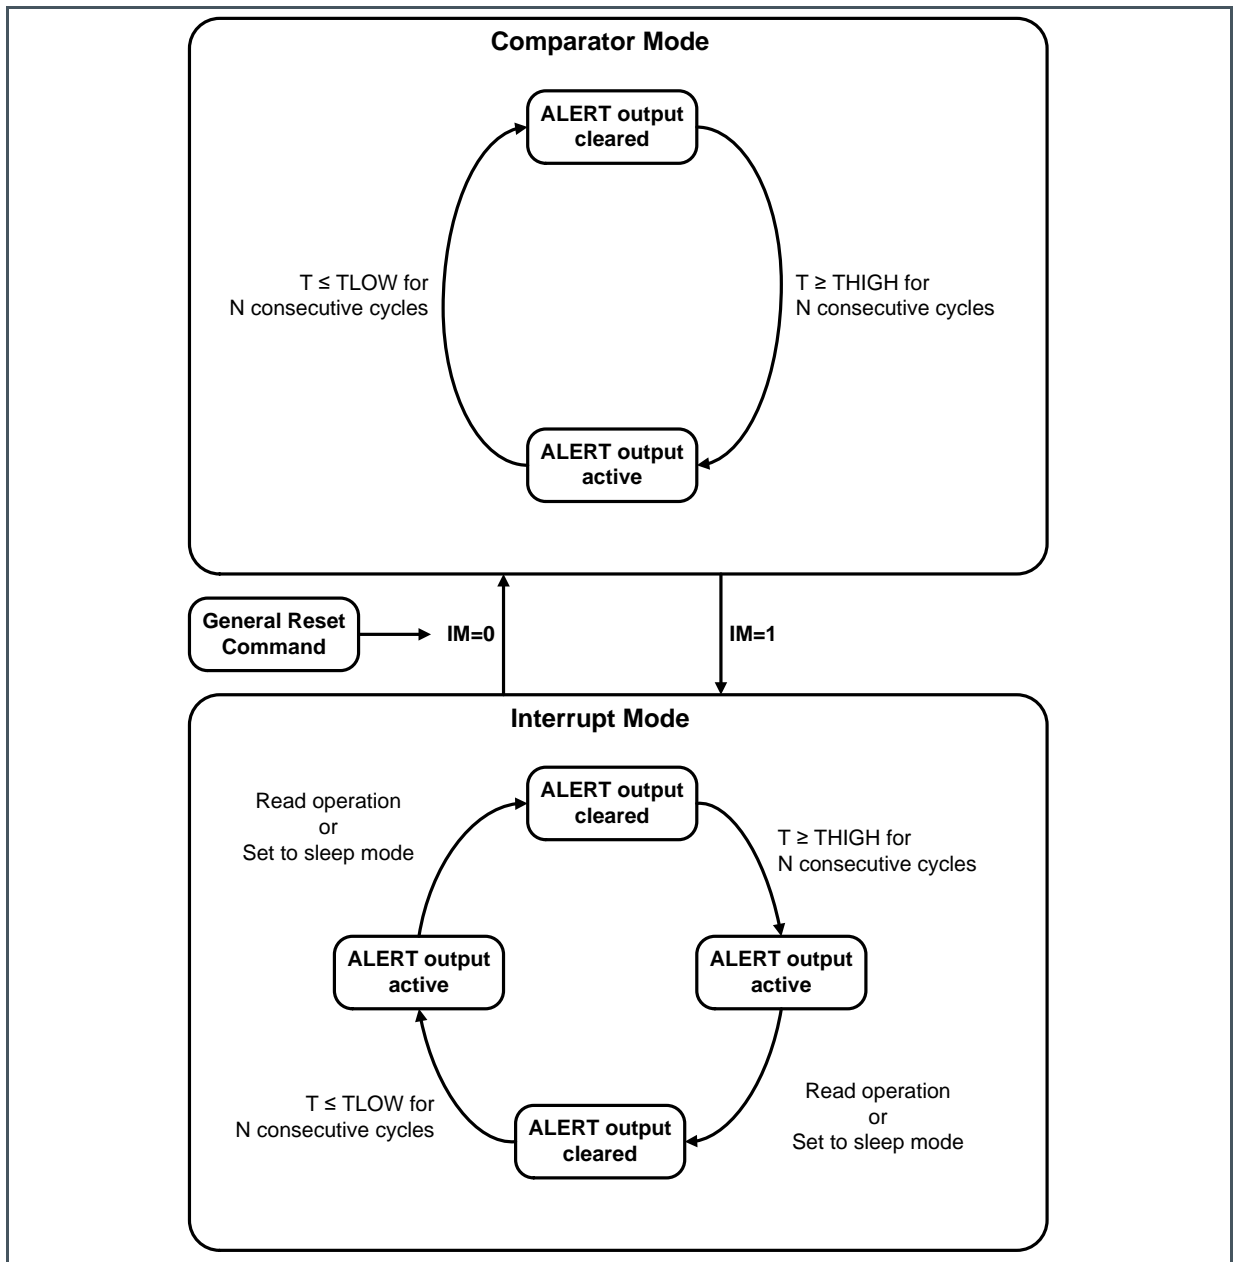 Comparator Mode
ALERT output
cleared
T ≤ TLOW for
N consecutive cycles
T ≥ THIGH for
N consecutive cycles
ALERT output
active
General Reset
Command
IM=0
IM=1
Interrupt Mode
ALERT output
cleared
Read operation
or
Set to sleep mode
T ≥ THIGH for
N consecutive cycles
ALERT output
active
ALERT output
active
T ≤ TLOW for
N consecutive cycles
Read operation
or
Set to sleep mode
ALERT output
cleared